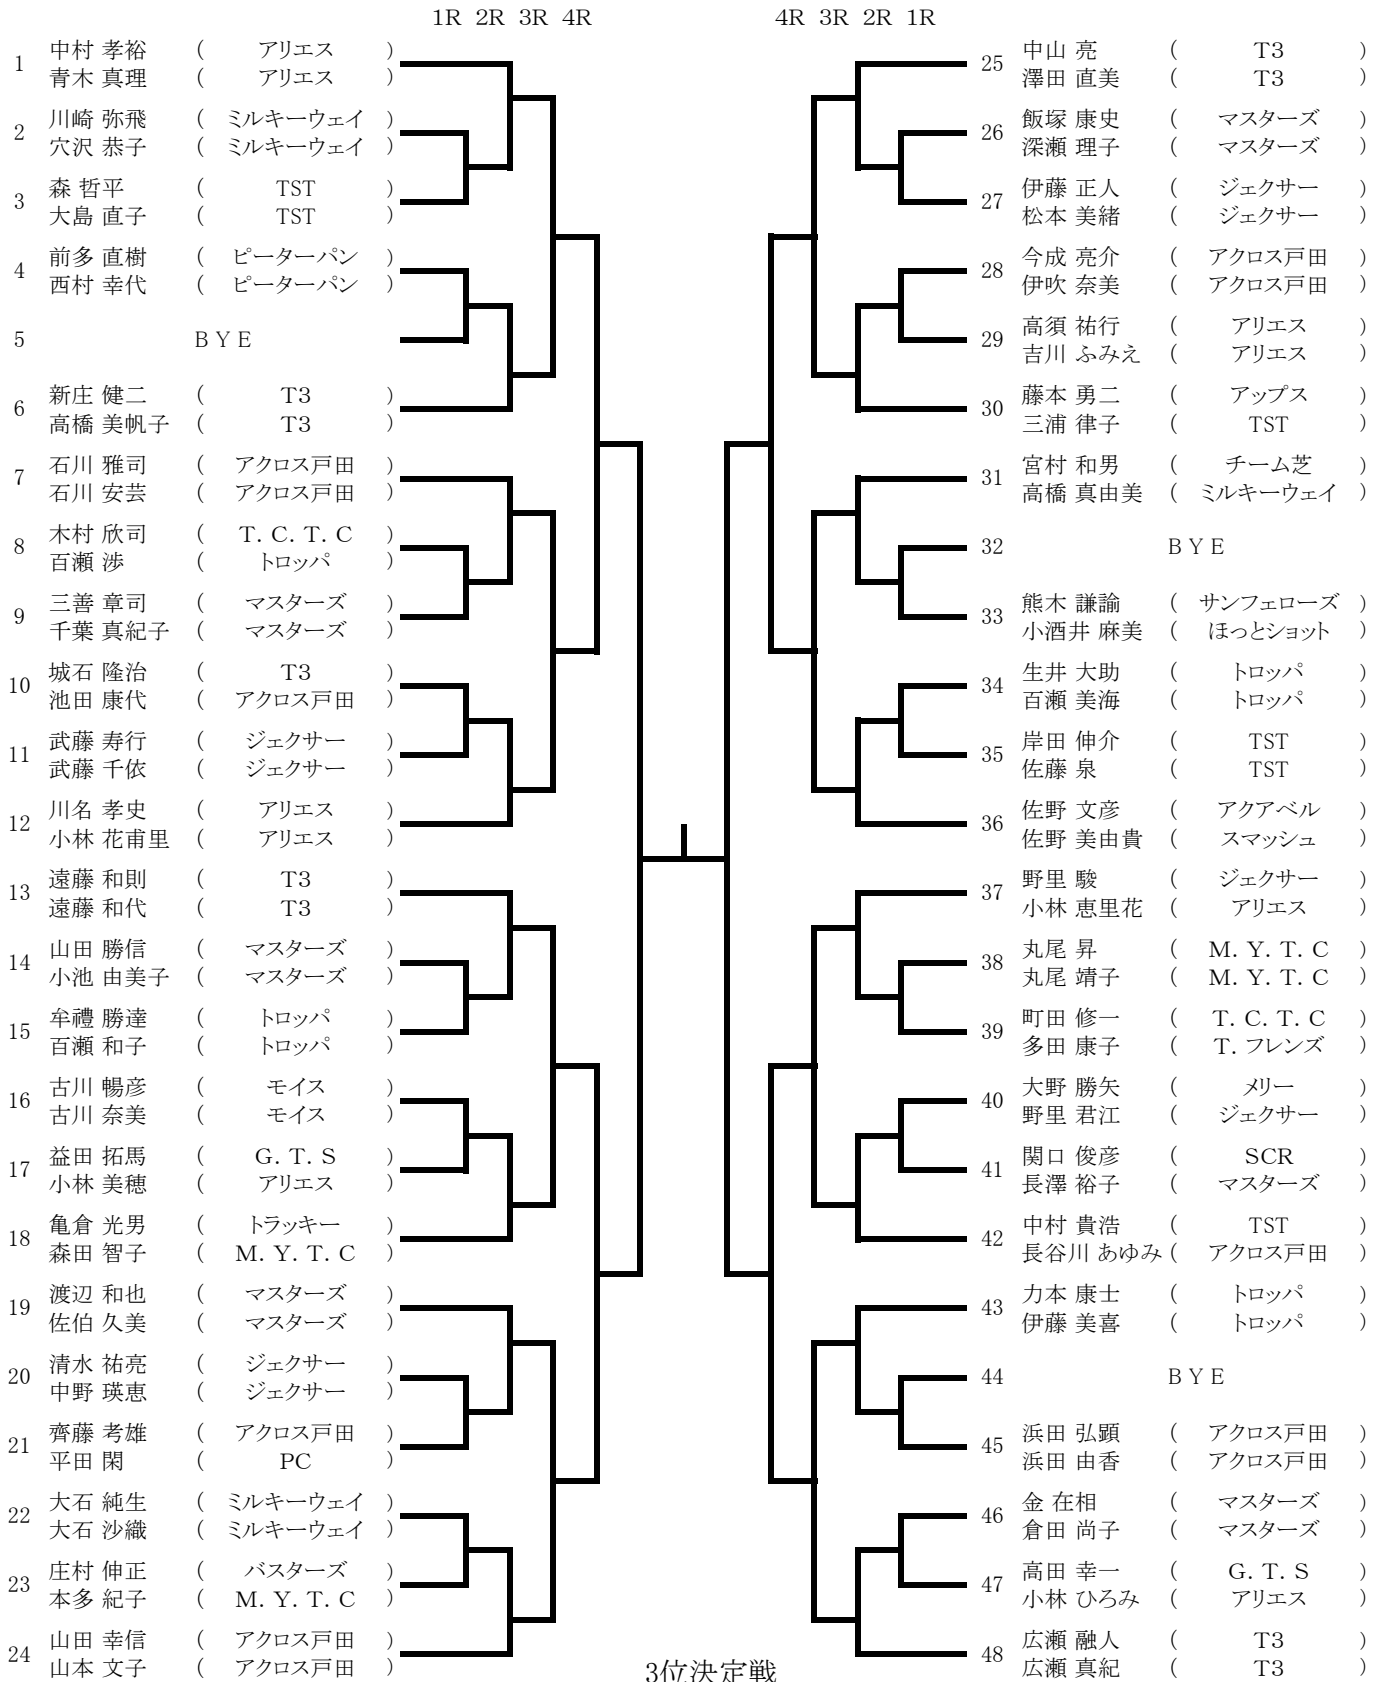 1R 2R 3R 4R
4R 3R 2R 1R
1
中村 孝裕 ( アリエス )
青木 真理 ( アリエス )
2
川崎 弥飛 ( ミルキーウェイ )
穴沢 恭子 ( ミルキーウェイ )
3
森 哲平 ( TST )
大島 直子 ( TST )
4
前多 直樹 ( ピーターパン )
西村 幸代 ( ピーターパン )
5
B Y E
6
新庄 健二 ( T3 )
高橋 美帆子 ( T3 )
7
石川 雅司 ( アクロス戸田 )
石川 安芸 ( アクロス戸田 )
8
木村 欣司 ( T. C. T. C )
百瀬 渉 ( トロッパ )
9
三善 章司 ( マスターズ )
千葉 真紀子 ( マスターズ )
10
城石 隆治 ( T3 )
池田 康代 ( アクロス戸田 )
11
武藤 寿行 ( ジェクサー )
武藤 千依 ( ジェクサー )
12
川名 孝史 ( アリエス )
小林 花甫里 ( アリエス )
13
遠藤 和則 ( T3 )
遠藤 和代 ( T3 )
14
山田 勝信 ( マスターズ )
小池 由美子 ( マスターズ )
15
牟禮 勝達 ( トロッパ )
百瀬 和子 ( トロッパ )
16
古川 暢彦 ( モイス )
古川 奈美 ( モイス )
17
益田 拓馬 ( G. T. S )
小林 美穂 ( アリエス )
18
亀倉 光男 ( トラッキー )
森田 智子 ( M. Y. T. C )
19
渡辺 和也 ( マスターズ )
佐伯 久美 ( マスターズ )
20
清水 祐亮 ( ジェクサー )
中野 瑛恵 ( ジェクサー )
21
齊藤 考雄 ( アクロス戸田 )
平田 閑 ( PC )
22
大石 純生 ( ミルキーウェイ )
大石 沙織 ( ミルキーウェイ )
23
庄村 伸正 ( バスターズ )
本多 紀子 ( M. Y. T. C )
24
山田 幸信 ( アクロス戸田 )
山本 文子 ( アクロス戸田 )
25
中山 亮 ( T3 )
澤田 直美 ( T3 )
26
飯塚 康史 ( マスターズ )
深瀬 理子 ( マスターズ )
27
伊藤 正人 ( ジェクサー )
松本 美緒 ( ジェクサー )
28
今成 亮介 ( アクロス戸田 )
伊吹 奈美 ( アクロス戸田 )
29
高須 祐行 ( アリエス )
吉川 ふみえ ( アリエス )
30
藤本 勇二 ( アップス )
三浦 律子 ( TST )
31
宮村 和男 ( チーム芝 )
高橋 真由美 ( ミルキーウェイ )
32
B Y E
33
熊木 謙諭 ( サンフェローズ )
小酒井 麻美 ( ほっとショット )
34
生井 大助 ( トロッパ )
百瀬 美海 ( トロッパ )
35
岸田 伸介 ( TST )
佐藤 泉 ( TST )
36
佐野 文彦 ( アクアベル )
佐野 美由貴 ( スマッシュ )
37
野里 駿 ( ジェクサー )
小林 恵里花 ( アリエス )
38
丸尾 昇 ( M. Y. T. C )
丸尾 靖子 ( M. Y. T. C )
39
町田 修一 ( T. C. T. C )
多田 康子 ( T. フレンズ )
40
大野 勝矢 ( メリー )
野里 君江 ( ジェクサー )
41
関口 俊彦 ( SCR )
長澤 裕子 ( マスターズ )
42
中村 貴浩 ( TST )
長谷川 あゆみ ( アクロス戸田 )
43
力本 康士 ( トロッパ )
伊藤 美喜 ( トロッパ )
44
B Y E
45
浜田 弘顕 ( アクロス戸田 )
浜田 由香 ( アクロス戸田 )
46
金 在相 ( マスターズ )
倉田 尚子 ( マスターズ )
47
高田 幸一 ( G. T. S )
小林 ひろみ ( アリエス )
48
広瀬 融人 ( T3 )
広瀬 真紀 ( T3 )
3位決定戦